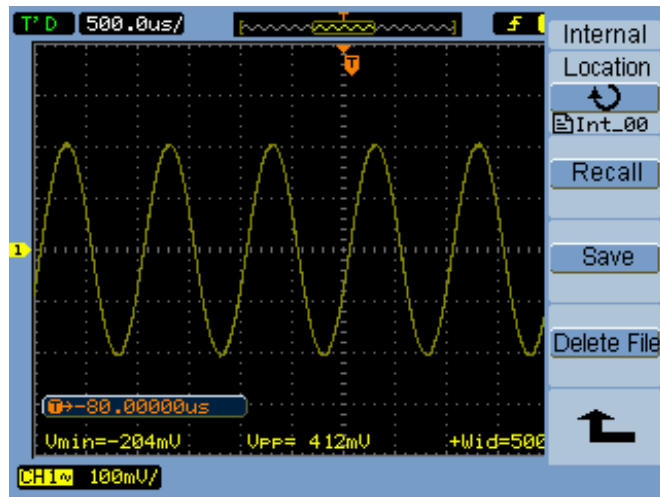 T'D 500.0us/
T
Internal
Location
Int_00
Recall
Save
Delete File
T
1
T→-80.00000us
Vmin=-204mV Vpp= 412mV +Wid=500
CH1~ 100mV/